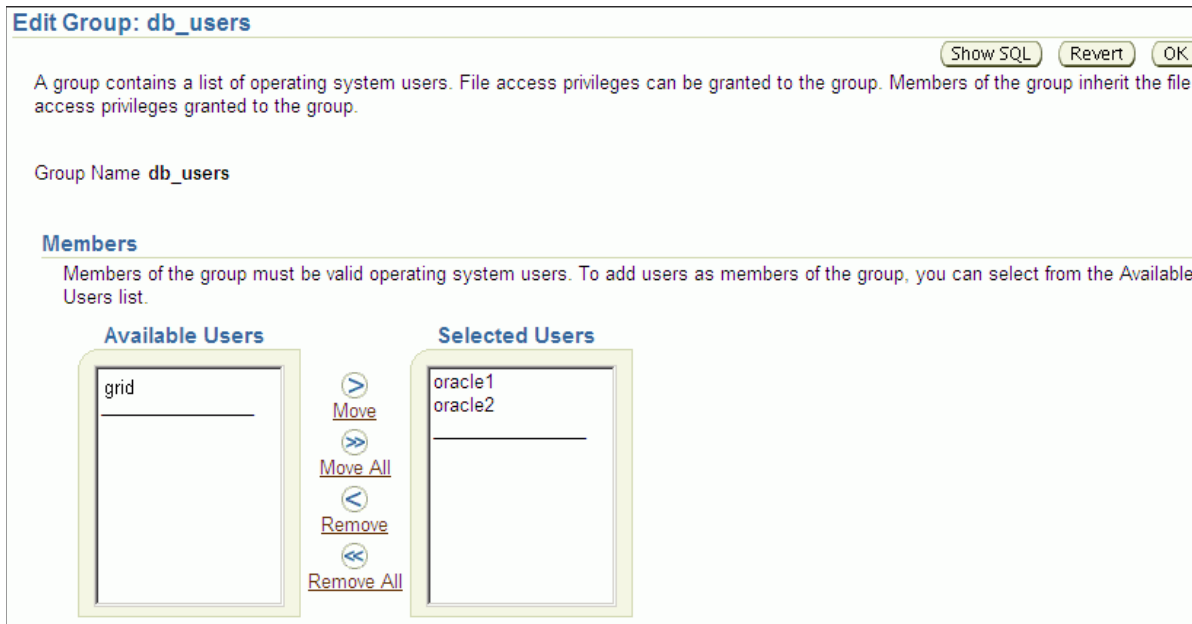 Edit Group: db_users
Show SQL Revert OK
A group contains a list of operating system users. File access privileges can be granted to the group. Members of the group inherit the file
access privileges granted to the group.
Group Name db_users
Members
Members of the group must be valid operating system users. To add users as members of the group, you can select from the Available
Users list.
Available Users
grid
Move
Move All
Remove
Remove All
Selected Users
oracle1
oracle2